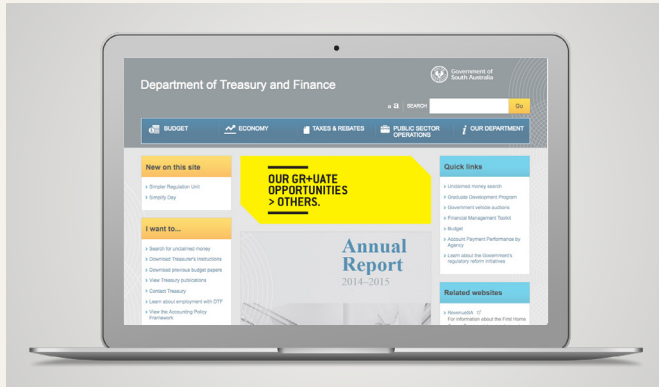 Government of
South Australia
Department of Treasury and Finance
a a SEARCH Go
BUDGET ECONOMY TAXES & REBATES PUBLIC SECTOR
OPERATIONS OUR DEPARTMENT
New on this site
› Simpler Regulation Unit
› Simplify Day
I want to...
› Search for unclaimed money
› Download Treasurer's Instructions
› Download previous budget papers
› View Treasury publications
› Contact Treasury
› Learn about employment with DTF
› View the Accounting Policy
Framework
OUR GR+UATE
OPPORTUNITIES
> OTHERS.
Annual
Report
2014–2015
Quick links
› Unclaimed money search
› Graduate Development Program
› Government vehicle auctions
› Financial Management Toolkit
› Budget
› Account Payment Performance by
Agency
› Learn about the Government's
regulatory reform initiatives
Related websites
› RevenueSA
For information about the First Home